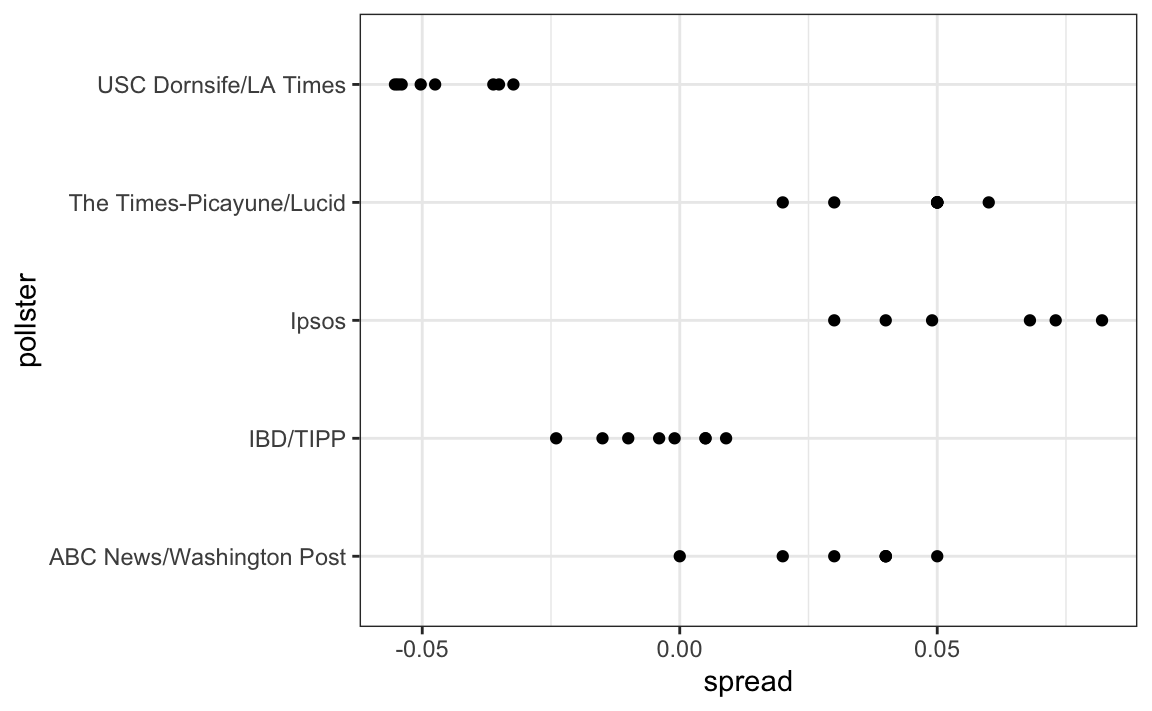 USC Dornsife/LA Times
The Times-Picayune/Lucid
Ipsos
IBD/TIPP
ABC News/Washington Post
pollster
-0.05
0.00
0.05
spread